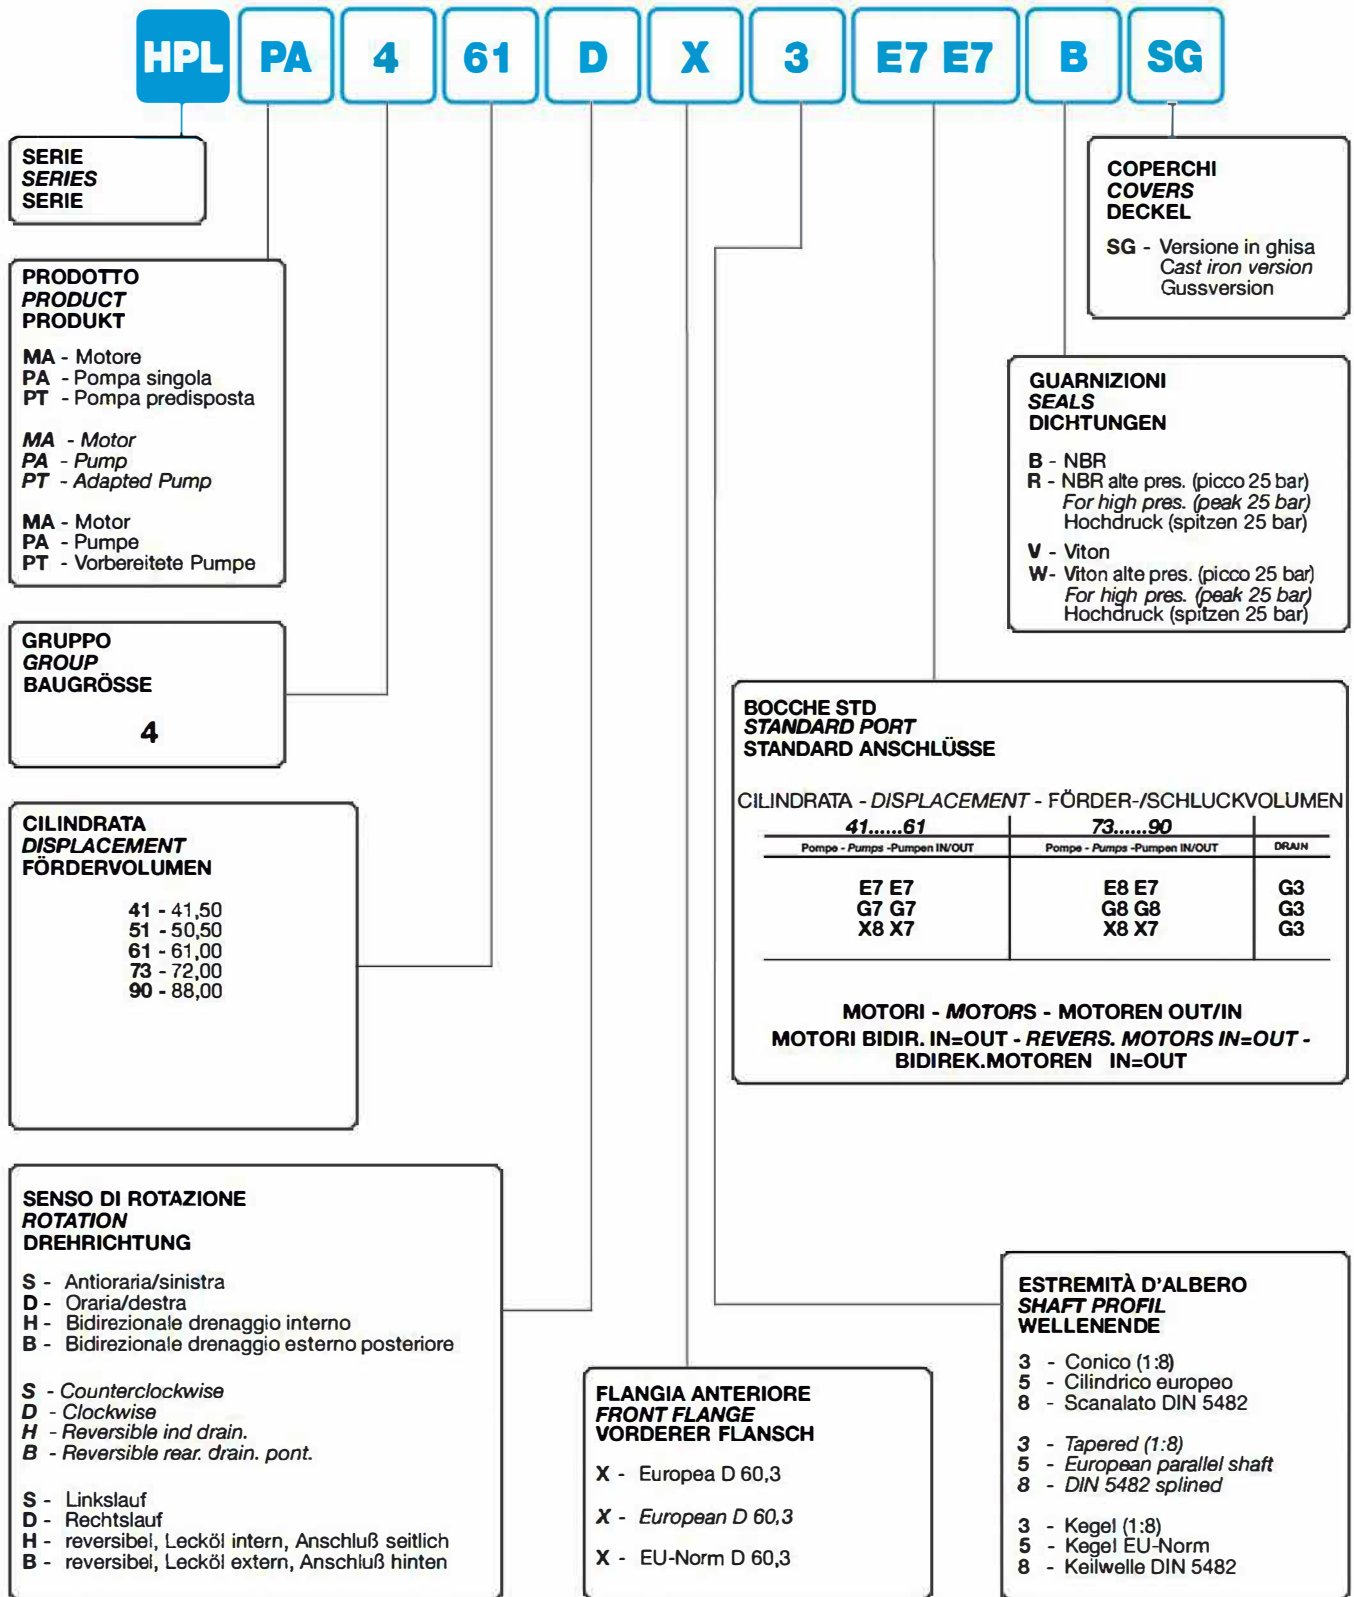 HPL PA 4 61 D X 3 E7 E7 B SG
SERIE
SERIES
SERIE
PRODOTTO
PRODUCT
PRODUKT
MA - Motore
PA - Pompa singola
PT - Pompa predisposta
MA - Motor
PA - Pump
PT - Adapted Pump
MA - Motor
PA - Pumpe
PT - Vorbereitete Pumpe
GRUPPO
GROUP
BAUGRÖSSE
4
CILINDRATA
DISPLACEMENT
FÖRDERVOLUMEN
41 - 41,50
51 - 50,50
61 - 61,00
73 - 72,00
90 - 88,00
SENSO DI ROTAZIONE
ROTATION
DREHRICHTUNG
S - Antioraria/sinistra
D - Oraria/destra
H - Bidirezionale drenaggio interno
B - Bidirezionale drenaggio esterno posteriore
S - Counterclockwise
D - Clockwise
H - Reversible ind drain.
B - Reversible rear. drain. pont.
S - Linkslauf
D - Rechtslauf
H - reversibel, Lecköl intern, Anschluß seitlich
B - reversibel, Lecköl extern, Anschluß hinten
COPERCHI
COVERS
DECKEL
SG - Versione in ghisa
Cast iron version
Gussversion
GUARNIZIONI
SEALS
DICHTUNGEN
B - NBR
R - NBR alte pres. (picco 25 bar)
For high pres. (peak 25 bar)
Hochdruck (spitzen 25 bar)
V - Viton
W- Viton alte pres. (picco 25 bar)
For high pres. (peak 25 bar)
Hochdruck (spitzen 25 bar)
BOCCHE STD
STANDARD PORT
STANDARD ANSCHLÜSSE
CILINDRATA - DISPLACEMENT - FÖRDER-/SCHLUCKVOLUMEN
41......61 73......90
Pompe - Pumps -Pumpen IN/OUT Pompe - Pumps -Pumpen IN/OUT DRAIN
E7 E7 E8 E7 G3
G7 G7 G8 G8 G3
X8 X7 X8 X7 G3
MOTORI - MOTORS - MOTOREN OUT/IN
MOTORI BIDIR. IN=OUT - REVERS. MOTORS IN=OUT -
BIDIREK.MOTOREN IN=OUT
FLANGIA ANTERIORE
FRONT FLANGE
VORDERER FLANSCH
X - Europea D 60,3
X - European D 60,3
X - EU-Norm D 60,3
ESTREMITÀ D'ALBERO
SHAFT PROFIL
WELLENENDE
3 - Conico (1:8)
5 - Cilindrico europeo
8 - Scanalato DIN 5482
3 - Tapered (1:8)
5 - European parallel shaft
8 - DIN 5482 splined
3 - Kegel (1:8)
5 - Kegel EU-Norm
8 - Keilwelle DIN 5482